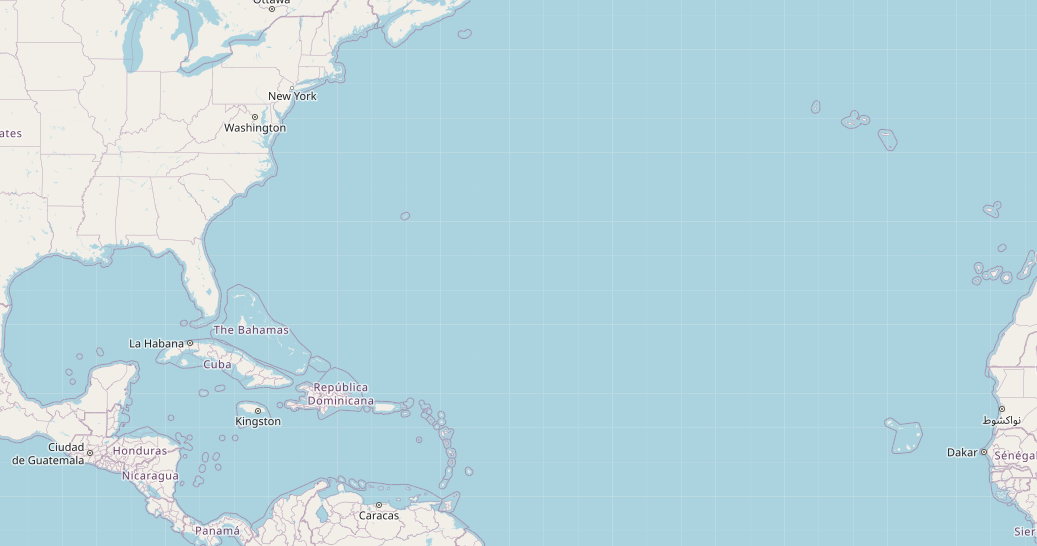 Ottawa
New York
Washington
ates
The Bahamas
La Habana
Cuba
República
Dominicana
Kingston
نواكشوط
Ciudad
de Guatemala
Honduras
Dakar
Sénégal
Nicaragua
Caracas
Panamá
Sier